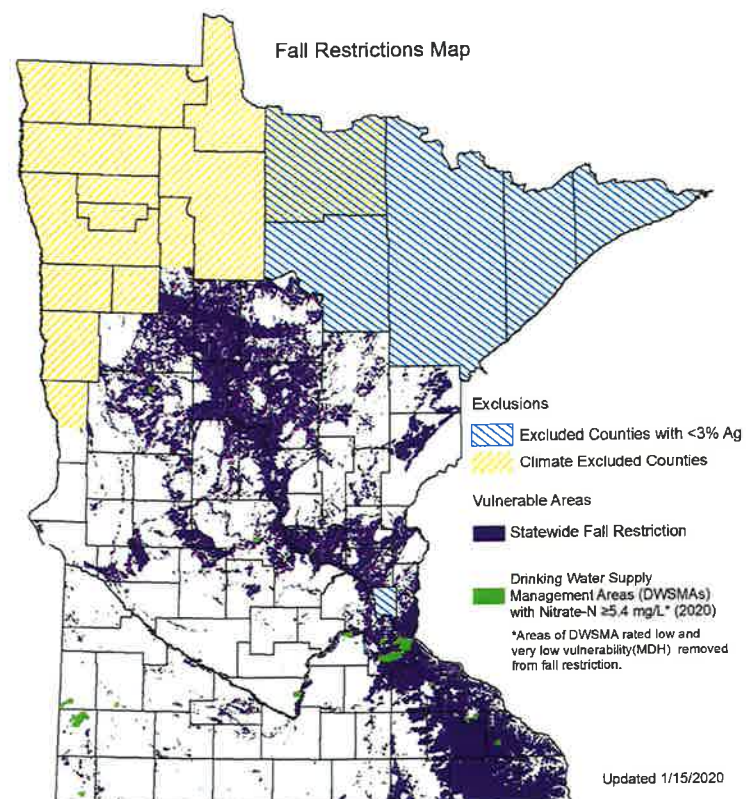 Fall Restrictions Map
Exclusions
Excluded Counties with <3% Ag
Climate Excluded Counties
Vulnerable Areas
Statewide Fall Restriction
Drinking Water Supply
Management Areas (DWSMAs)
with Nitrate-N ≥5.4 mg/L* (2020)
*Areas of DWSMA rated low and
very low vulnerability(MDH) removed
from fall restriction.
Updated 1/15/2020